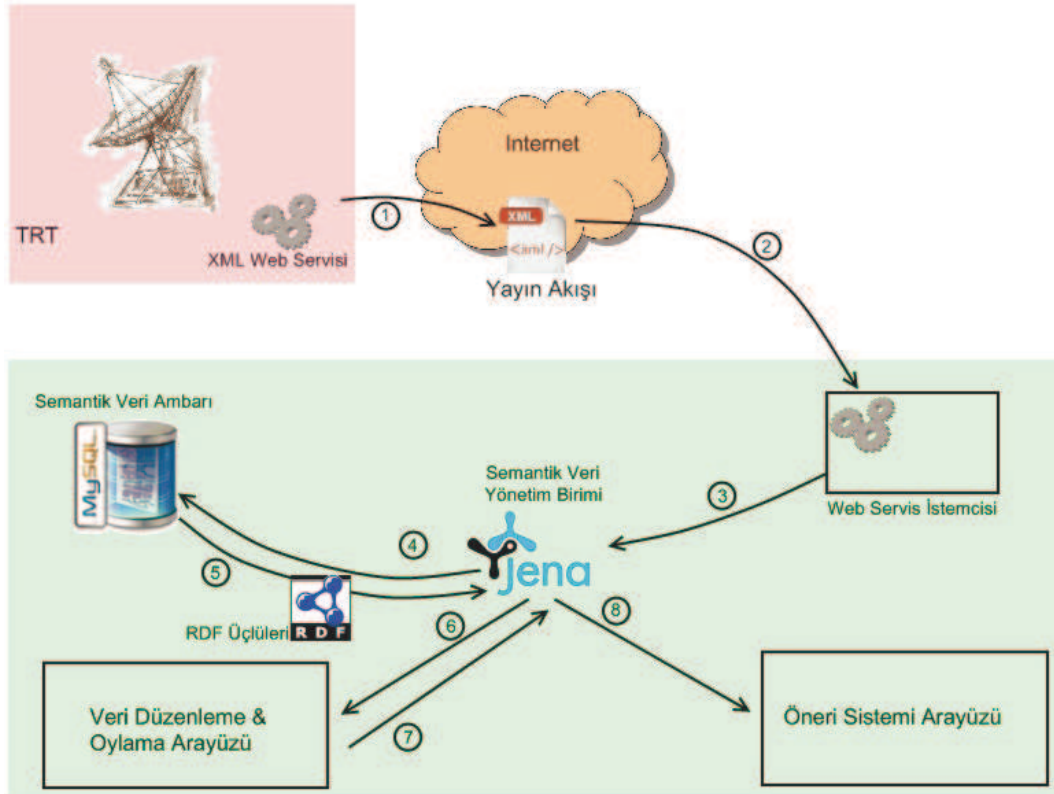 TRT
XML Web Servisi
1
Internet
XML
<xml />
Yayın Akışı
2
Semantik Veri Ambarı
MySQL
Semantik Veri
Yönetim Birimi
Jena
3
Web Servis İstemcisi
4
5
RDF Üçlüleri
RDF
6
7
8
Veri Düzenleme &
Oylama Arayüzü
Öneri Sistemi Arayüzü